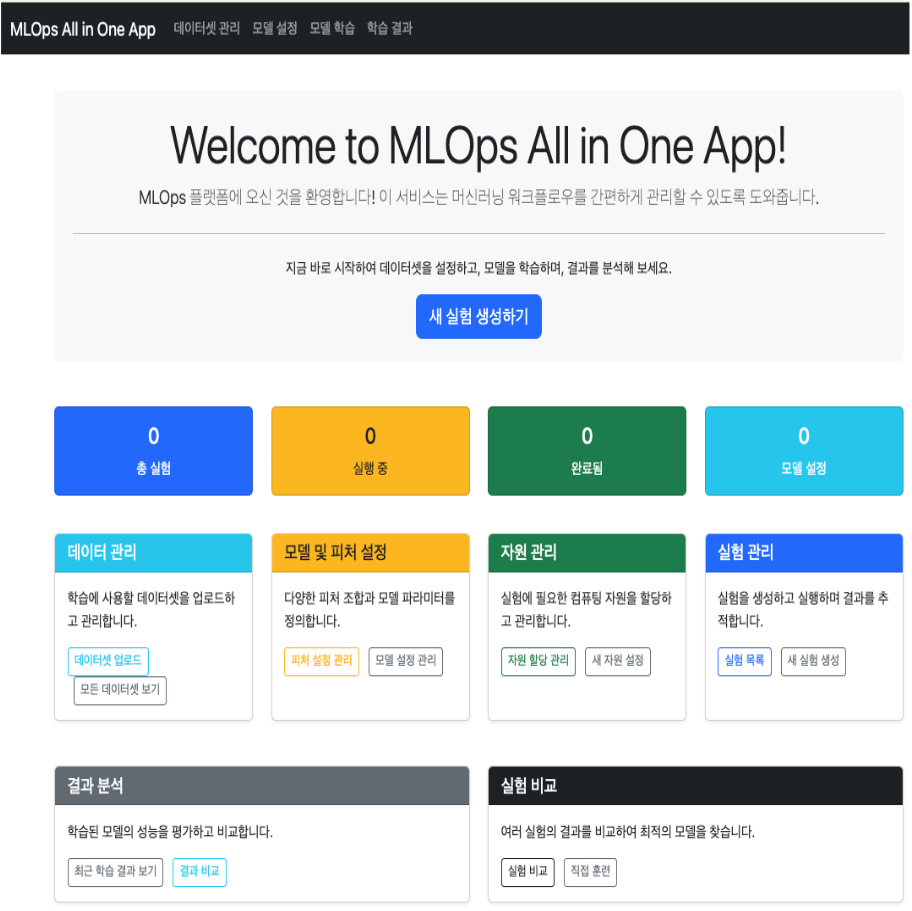 MLOps All in One App 데이터셋 관리 모델 설정 모델 학습 학습 결과
Welcome to MLOps All in One App!
MLOps 플랫폼에 오신 것을 환영합니다! 이 서비스는 머신러닝 워크플로우를 간편하게 관리할 수 있도록 도와줍니다.
지금 바로 시작하여 데이터셋을 설정하고, 모델을 학습하며, 결과를 분석해 보세요.
새 실험 생성하기
0
총 실험
0
실행 중
0
완료됨
0
모델 설정
데이터 관리
학습에 사용할 데이터셋을 업로드하
고 관리합니다.
데이터셋 업로드
모든 데이터셋 보기
모델 및 피처 설정
다양한 피처 조합과 모델 파라미터를
정의합니다.
피처 설정 관리 모델 설정 관리
자원 관리
실험에 필요한 컴퓨팅 자원을 할당하
고 관리합니다.
자원 할당 관리 새 자원 설정
실험 관리
실험을 생성하고 실행하며 결과를 추
적합니다.
실험 목록 새 실험 생성
결과 분석
학습된 모델의 성능을 평가하고 비교합니다.
최근 학습 결과 보기 결과 비교
실험 비교
여러 실험의 결과를 비교하여 최적의 모델을 찾습니다.
실험 비교 직접 훈련